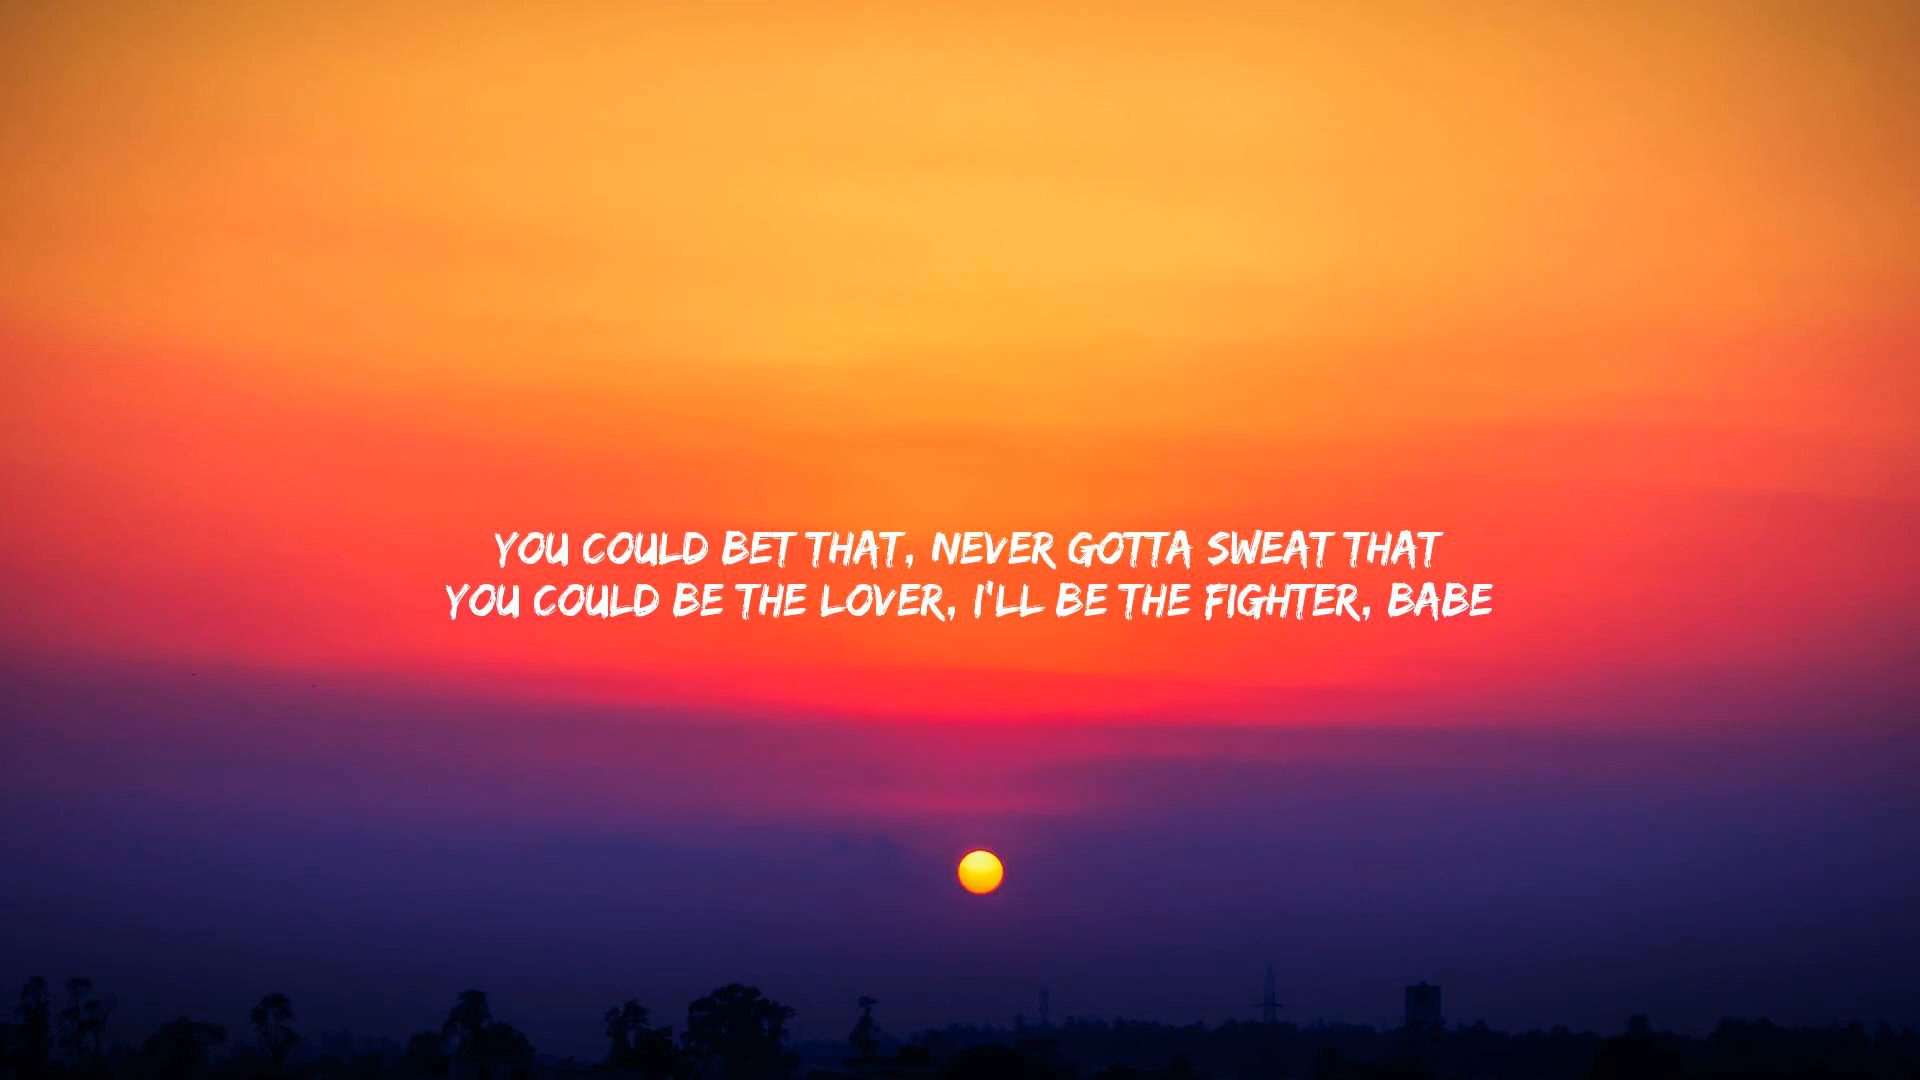 YOU COULD BET THAT, NEVER GOTTA SWEAT THAT
YOU COULD BE THE LOVER, I'LL BE THE FIGHTER, BABE